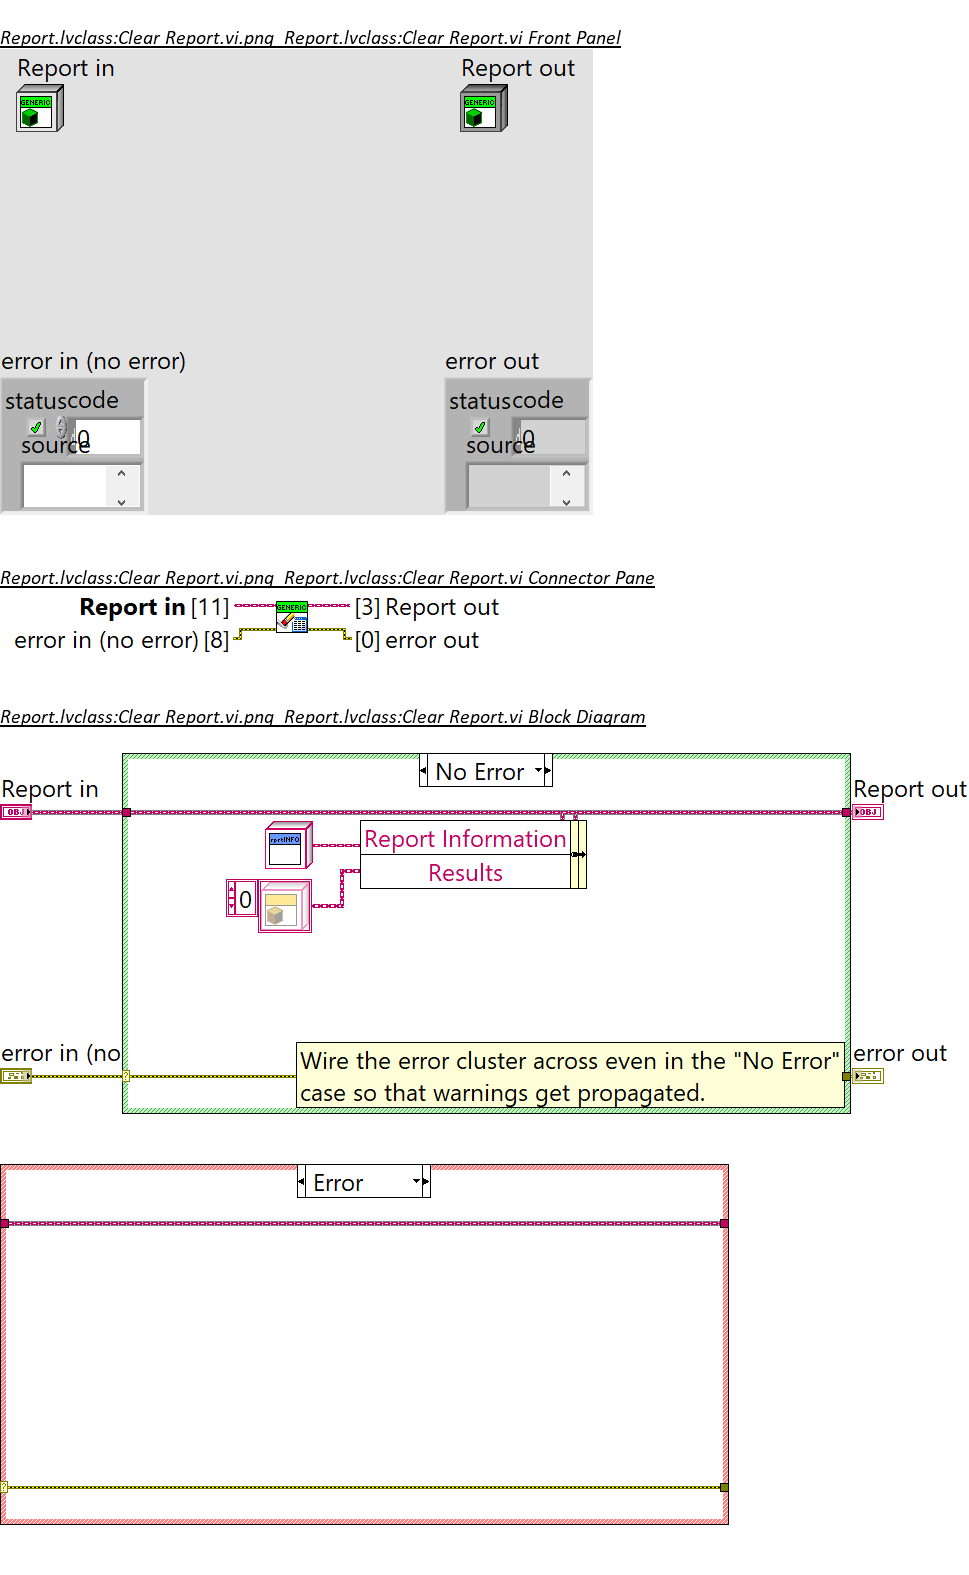 Report.lvclass:Clear Report.vi.png Report.lvclass:Clear Report.vi Front Panel
Report in
Report out
GENERIC
GENERIC
error in (no error)
error out
status code
status code
0
0
source
source
Report.lvclass:Clear Report.vi.png Report.lvclass:Clear Report.vi Connector Pane
Report in [11]
GENERIC
[3] Report out
error in (no error) [8]
[0] error out
Report.lvclass:Clear Report.vi.png Report.lvclass:Clear Report.vi Block Diagram
No Error
Report in
Report out
OBJ
OBJ
rprtINFO
Report Information
Results
0
error in (no
error out
Wire the error cluster across even in the "No Error"
case so that warnings get propagated.
?
Error
?